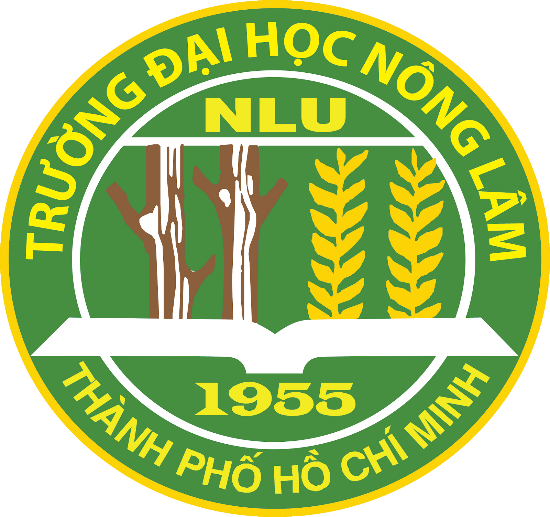 TRƯỜNG ĐẠI HỌC NÔNG LÂM
NLU
1955
THÀNH PHỐ HỒ CHÍ MINH